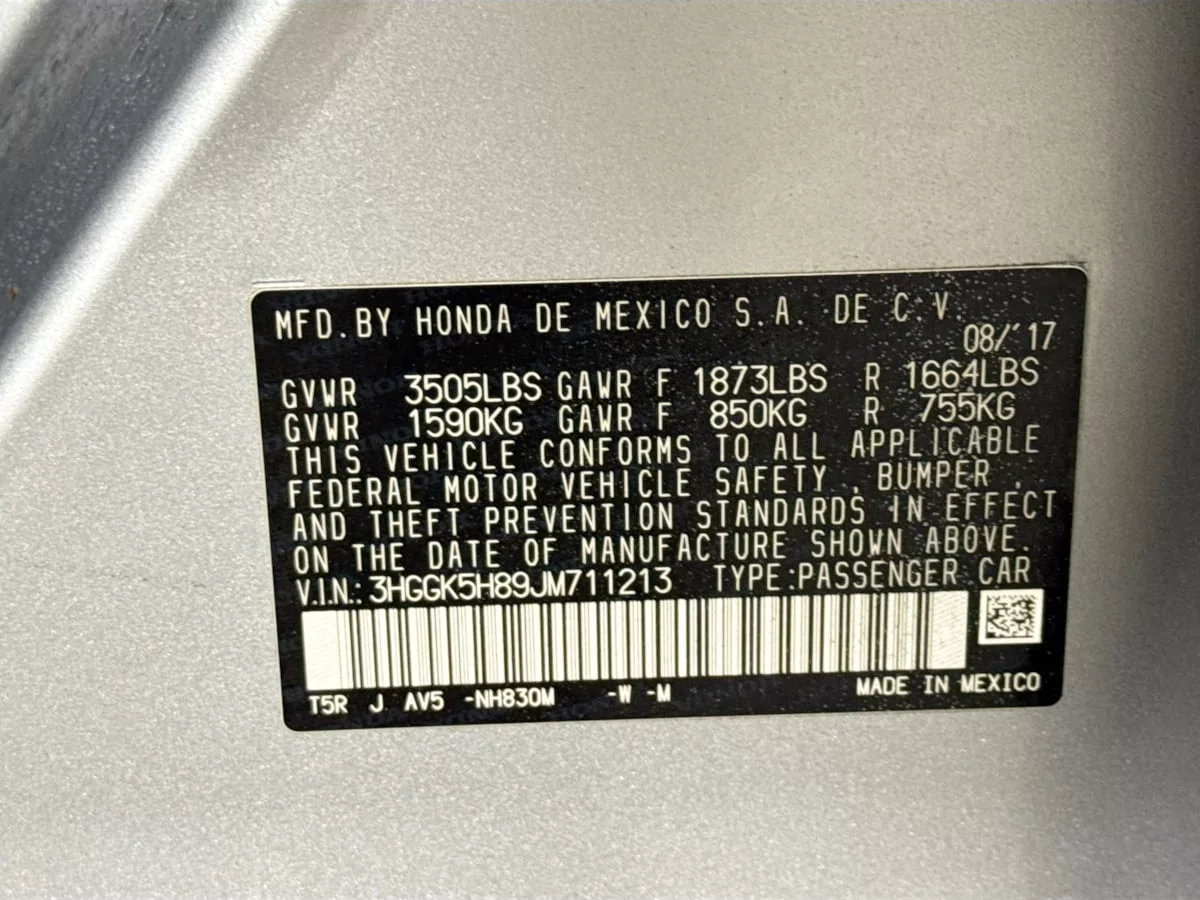 MFD.BY HONDA DE MEXICO S.A. DE C.V.
08/'17
GVWR 3505LBS GAWR F 1873LBS R 1664LBS
GVWR 1590KG GAWR F 850KG R 755KG
THIS VEHICLE CONFORMS TO ALL APPLICABLE
FEDERAL MOTOR VEHICLE SAFETY , BUMPER ,
AND THEFT PREVENTION STANDARDS IN EFFECT
ON THE DATE OF MANUFACTURE SHOWN ABOVE.
V.I.N.: 3HGGK5H89JM711213 TYPE:PASSENGER CAR
T5R J AV5 -NH830M -W -M MADE IN MEXICO